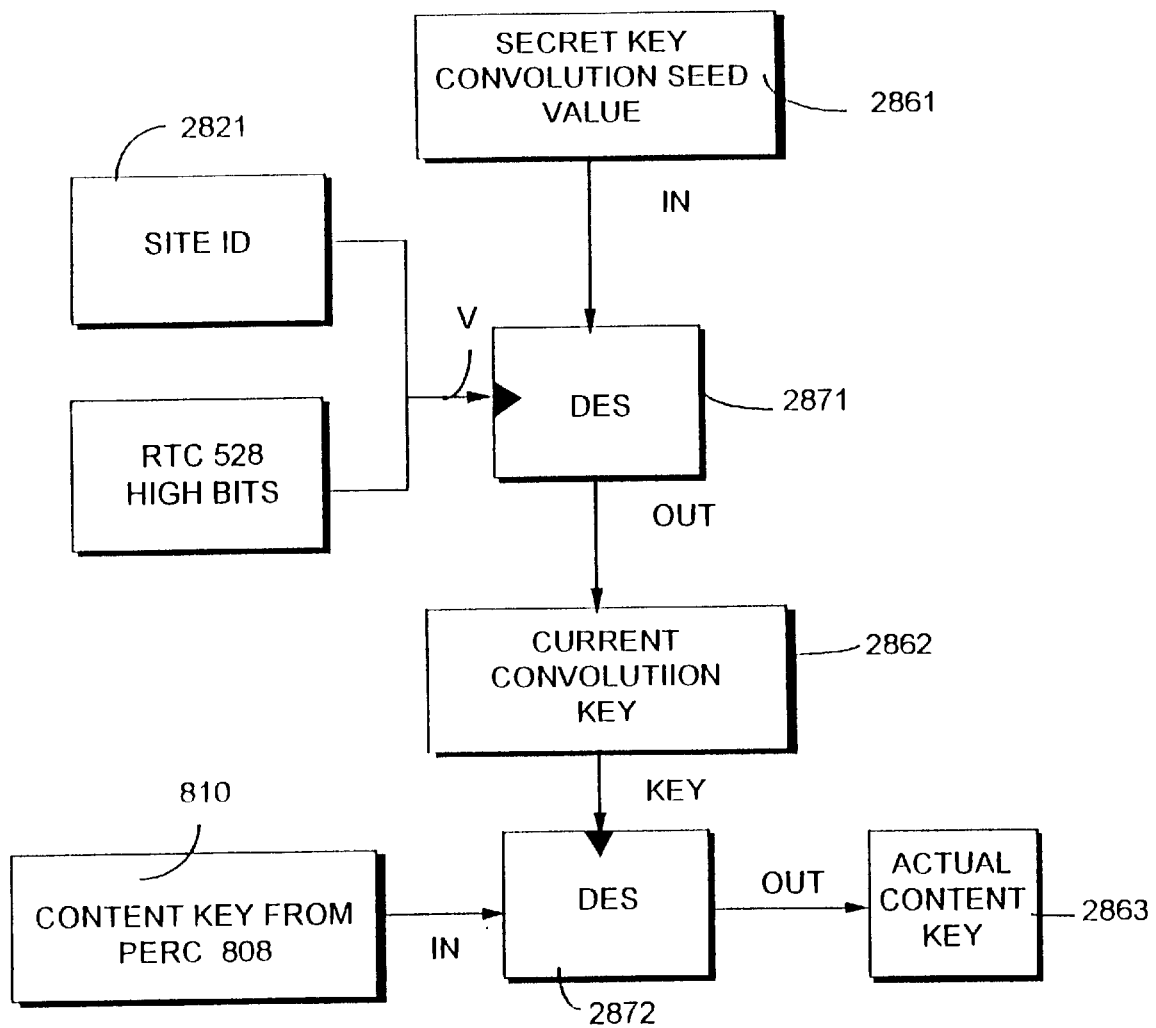 SECRET KEY
CONVOLUTION SEED
VALUE
2861
2821
IN
SITE ID
V
DES
2871
RTC 528
HIGH BITS
OUT
CURRENT
CONVOLUTIION
KEY
2862
810
KEY
CONTENT KEY FROM
PERC 808
IN
DES
OUT
ACTUAL
CONTENT
KEY
2863
2872